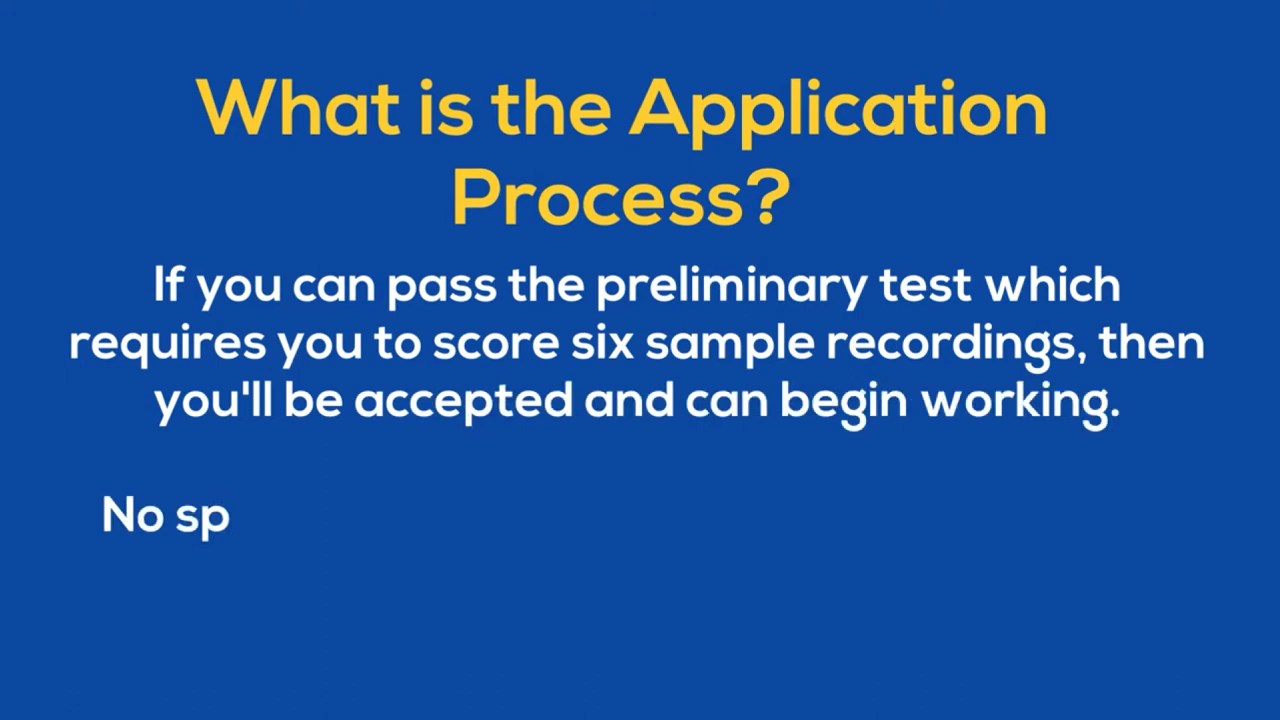 What is the Application
Process?
If you can pass the preliminary test which
requires you to score six sample recordings, then
you'll be accepted and can begin working.
No sp